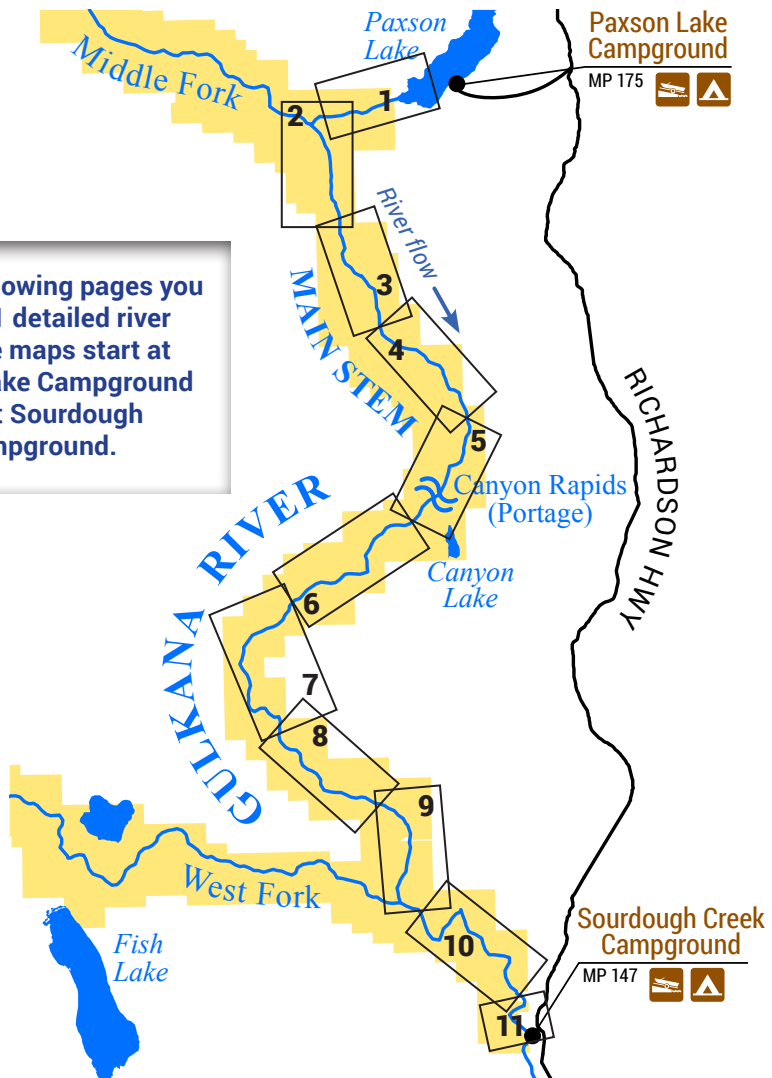 Paxson
Lake
Paxson Lake
Campground
MP 175
Middle Fork
1
2
River flow
3
MAIN STEM
4
owing pages you
detailed river
maps start at
ake Campground
Sourdough
mpground.
RICHARDSON HWY
5
Canyon Rapids
(Portage)
Canyon
Lake
GULKANA RIVER
6
7
8
9
West Fork
Fish
Lake
10
Sourdough Creek
Campground
MP 147
11